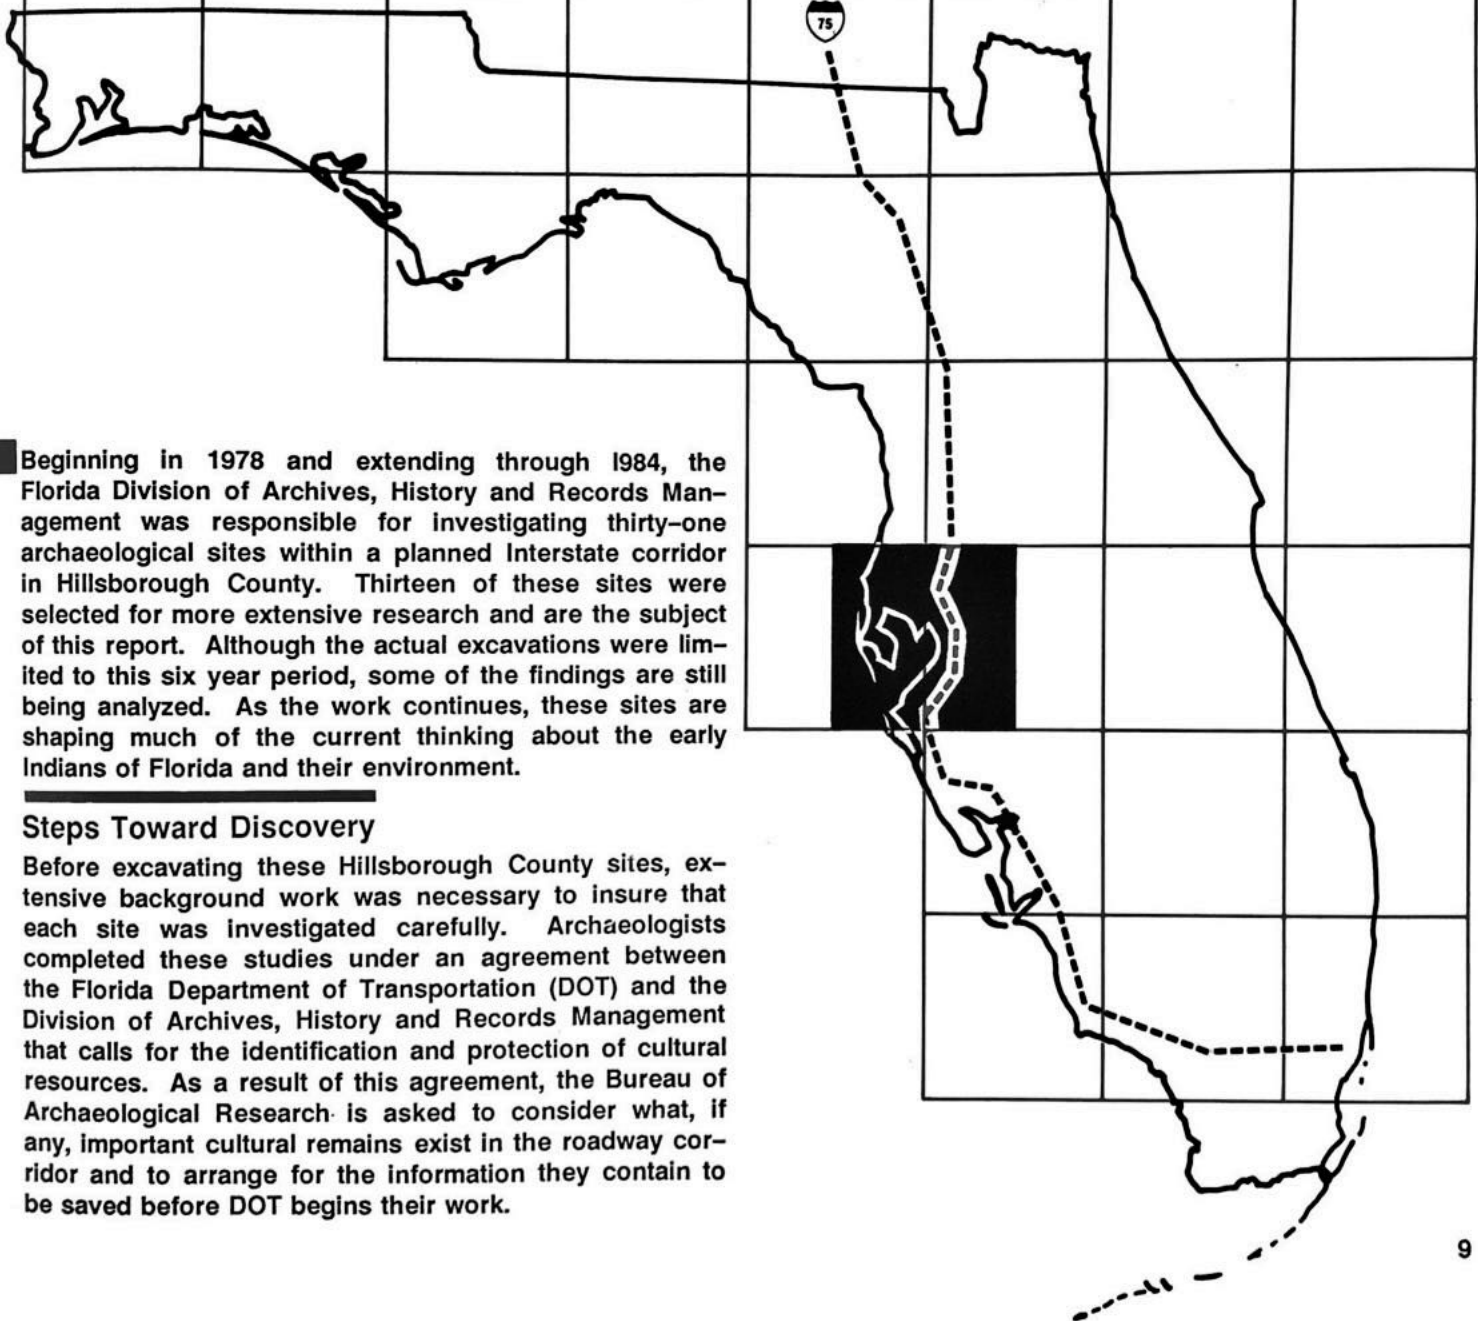 75
Beginning in 1978 and extending through l984, the
Florida Division of Archives, History and Records Man-
agement was responsible for investigating thirty-one
archaeological sites within a planned Interstate corridor
in Hillsborough County. Thirteen of these sites were
selected for more extensive research and are the subject
of this report. Although the actual excavations were lim-
ited to this six year period, some of the findings are still
being analyzed. As the work continues, these sites are
shaping much of the current thinking about the early
Indians of Florida and their environment.
Steps Toward Discovery
Before excavating these Hillsborough County sites, ex-
tensive background work was necessary to insure that
each site was investigated carefully. Archaeologists
completed these studies under an agreement between
the Florida Department of Transportation (DOT) and the
Division of Archives, History and Records Management
that calls for the identification and protection of cultural
resources. As a result of this agreement, the Bureau of
Archaeological Research is asked to consider what, if
any, important cultural remains exist in the roadway cor-
ridor and to arrange for the information they contain to
be saved before DOT begins their work.
9